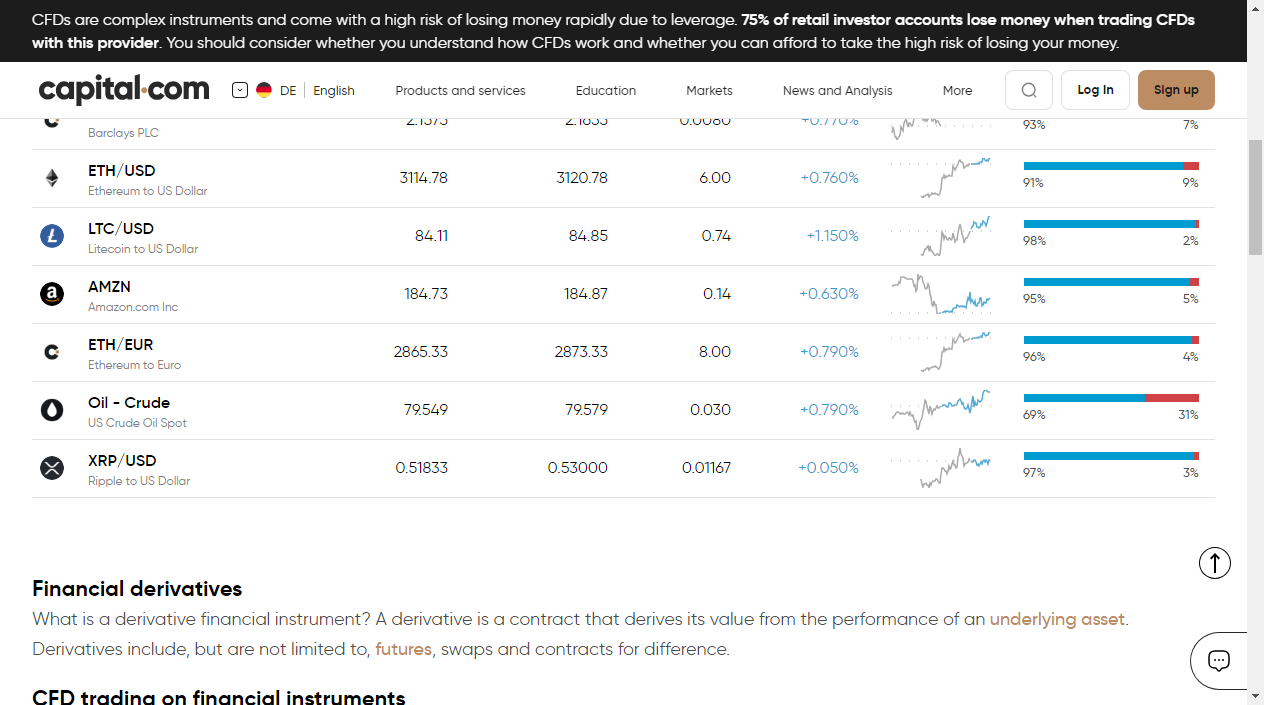 CFDs are complex instruments and come with a high risk of losing money rapidly due to leverage. 75% of retail investor accounts lose money when trading CFDs
with this provider. You should consider whether you understand how CFDs work and whether you can afford to take the high risk of losing your money.
capital.com DE English Products and services Education Markets News and Analysis More Log In Sign up
Barclays PLC 2.1575 2.1655 0.0080 +0.770% 93% 7%
ETH/USD
Ethereum to US Dollar 3114.78 3120.78 6.00 +0.760% 91% 9%
LTC/USD
Litecoin to US Dollar 84.11 84.85 0.74 +1.150% 98% 2%
AMZN
Amazon.com Inc 184.73 184.87 0.14 +0.630% 95% 5%
ETH/EUR
Ethereum to Euro 2865.33 2873.33 8.00 +0.790% 96% 4%
Oil - Crude
US Crude Oil Spot 79.549 79.579 0.030 +0.790% 69% 31%
XRP/USD
Ripple to US Dollar 0.51833 0.53000 0.01167 +0.050% 97% 3%
Financial derivatives
What is a derivative financial instrument? A derivative is a contract that derives its value from the performance of an underlying asset.
Derivatives include, but are not limited to, futures, swaps and contracts for difference.
CFD trading on financial instruments